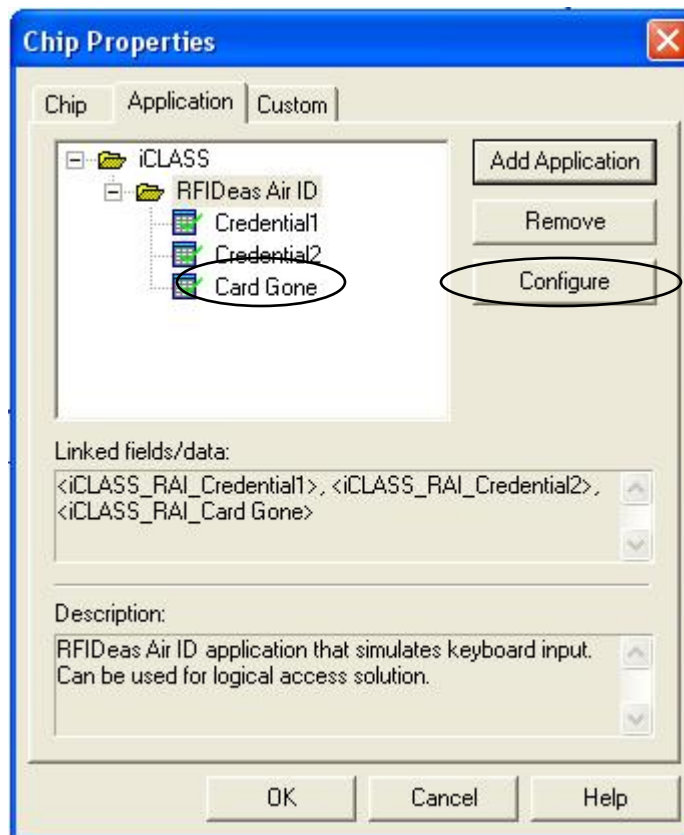 Chip Properties
Chip Application Custom
iCLASS
RFIDeas Air ID
Credential1
Credential2
Card Gone
Add Application
Remove
Configure
Linked fields/data:
<iCLASS_RAI_Credential1>, <iCLASS_RAI_Credential2>,
<iCLASS_RAI_Card Gone>
Description:
RFIDeas Air ID application that simulates keyboard input.
Can be used for logical access solution.
OK Cancel Help